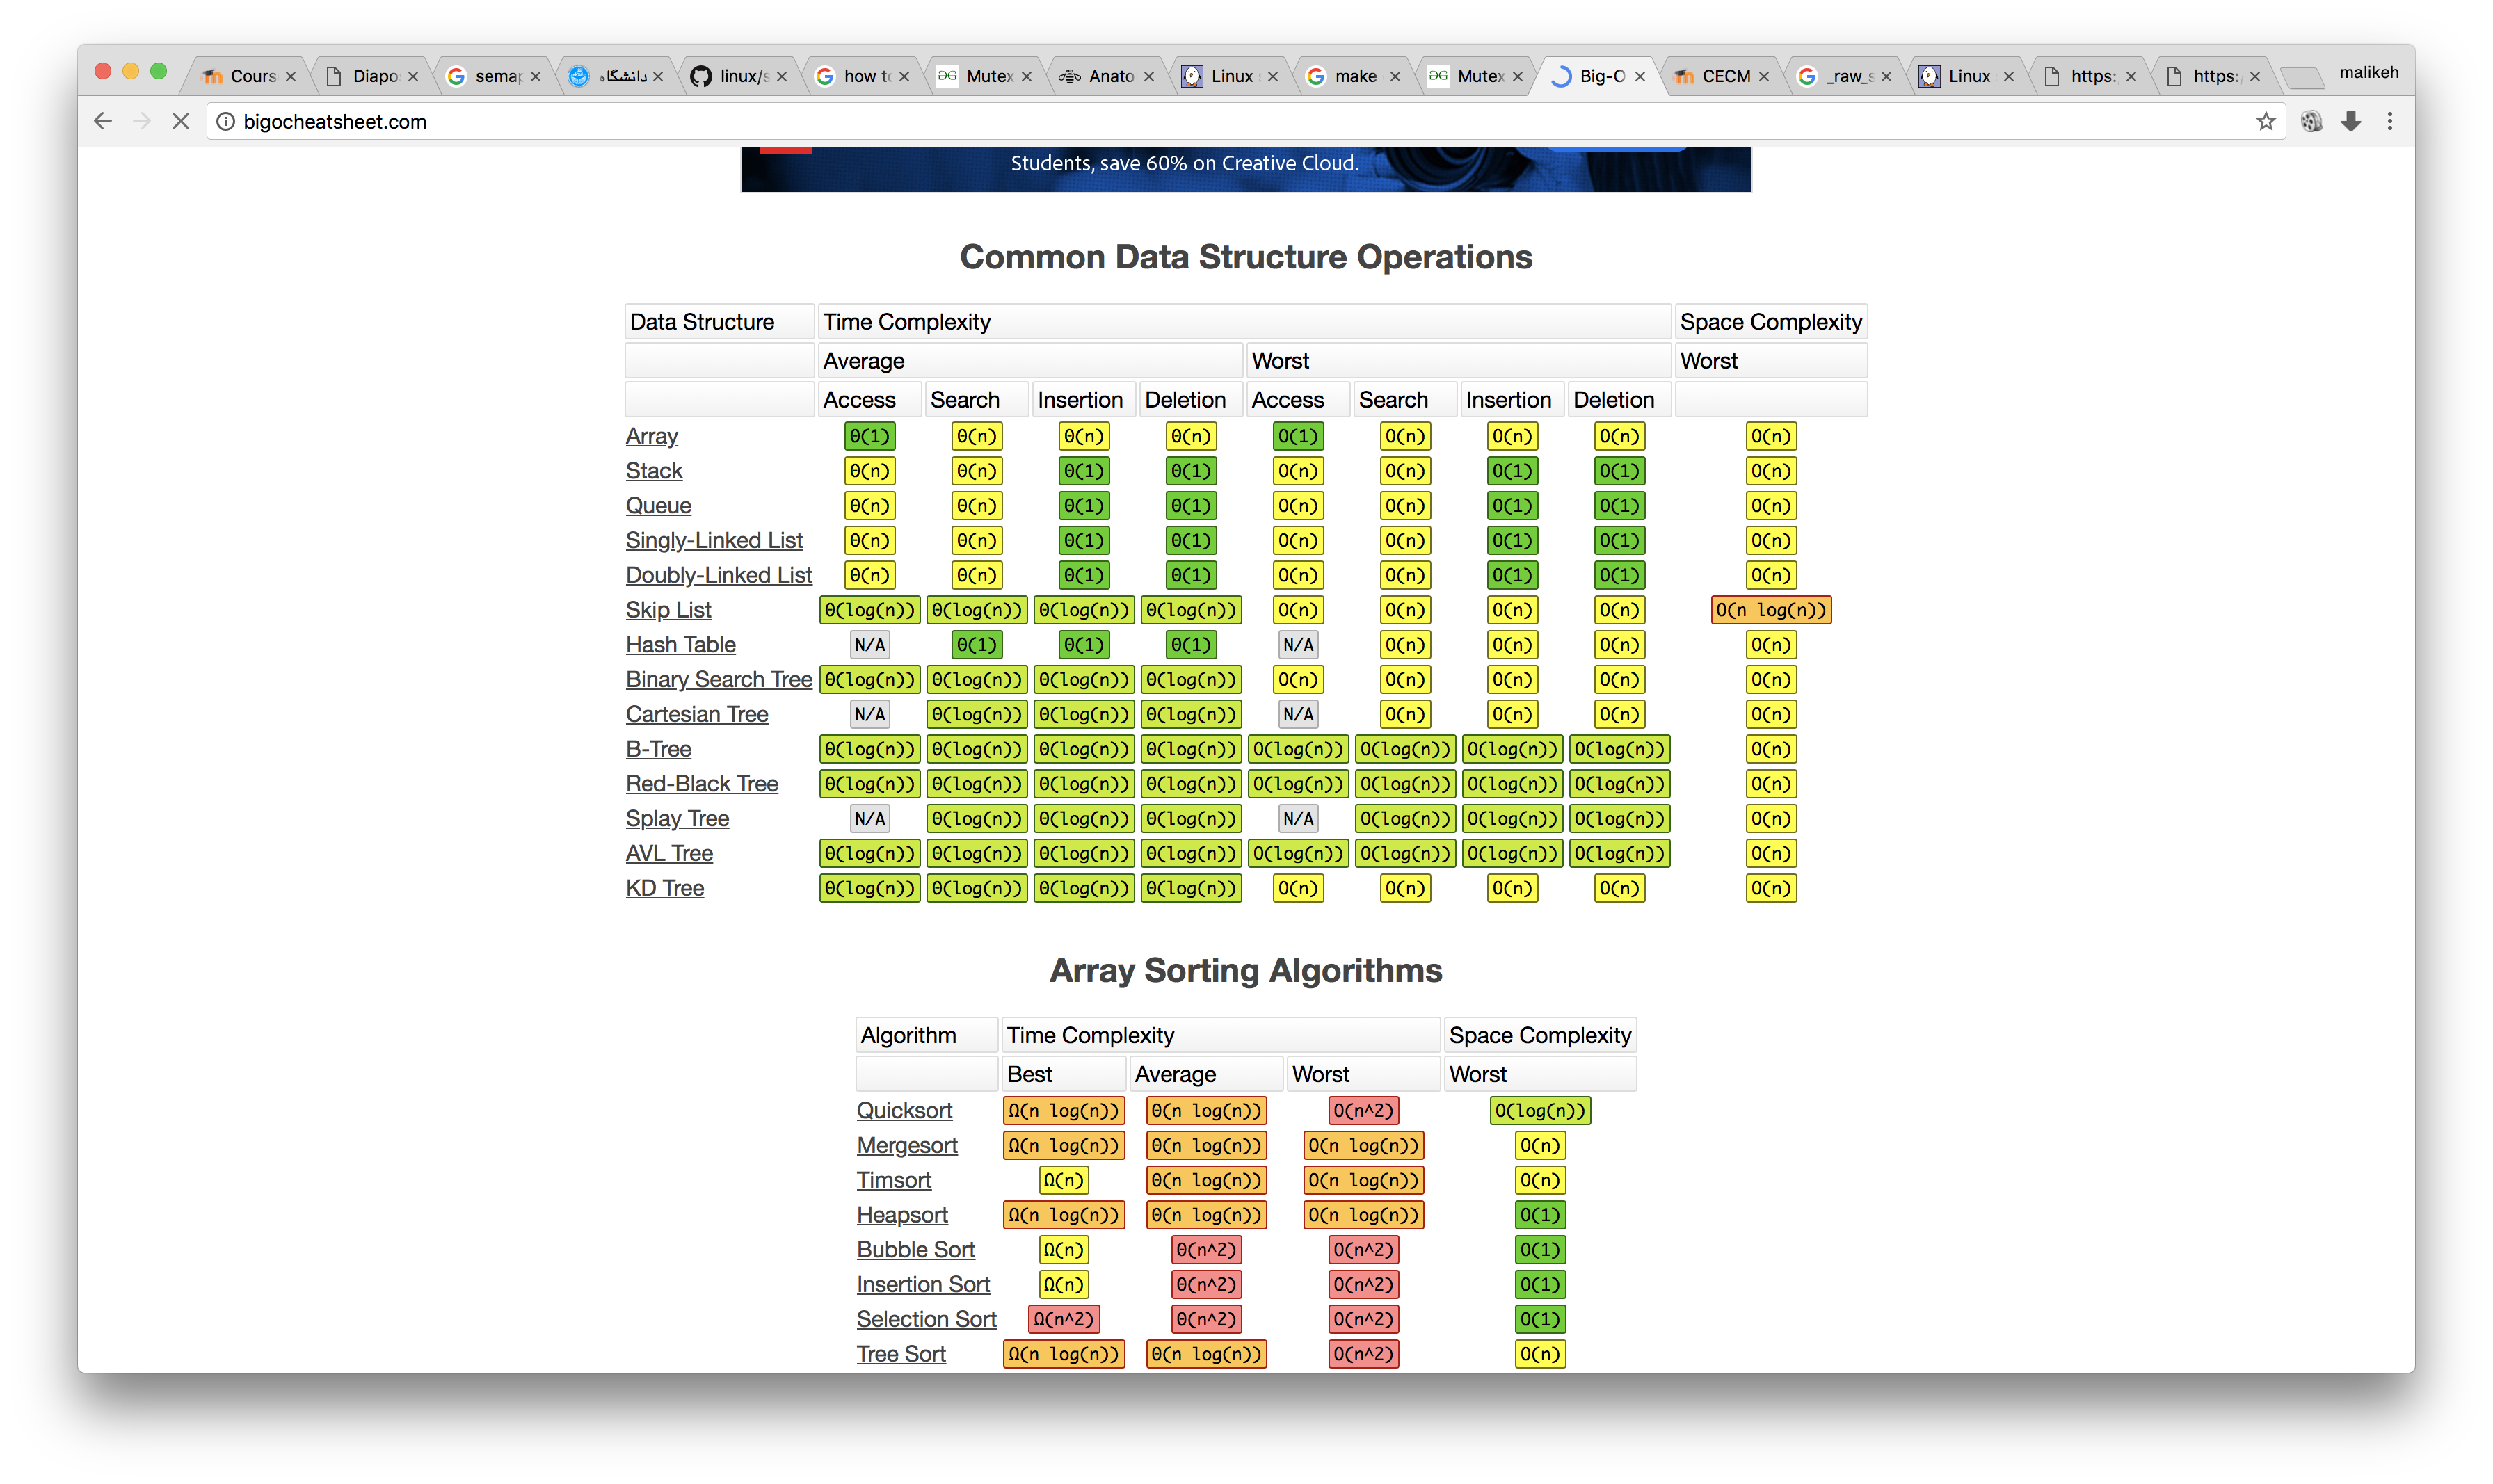 Cours Diapo semap دانشگاه linux/s how to Mutex Anato Linux make Mutex Big-O CECM _raw_s Linux https: https: malikeh
bigocheatsheet.com
Students, save 60% on Creative Cloud.
Common Data Structure Operations
Data Structure Time Complexity Space Complexity
Average Worst Worst
Access Search Insertion Deletion Access Search Insertion Deletion
Array Θ(1) Θ(n) Θ(n) Θ(n) O(1) O(n) O(n) O(n) O(n)
Stack Θ(n) Θ(n) Θ(1) Θ(1) O(n) O(n) O(1) O(1) O(n)
Queue Θ(n) Θ(n) Θ(1) Θ(1) O(n) O(n) O(1) O(1) O(n)
Singly-Linked List Θ(n) Θ(n) Θ(1) Θ(1) O(n) O(n) O(1) O(1) O(n)
Doubly-Linked List Θ(n) Θ(n) Θ(1) Θ(1) O(n) O(n) O(1) O(1) O(n)
Skip List Θ(log(n)) Θ(log(n)) Θ(log(n)) Θ(log(n)) O(n) O(n) O(n) O(n) O(n log(n))
Hash Table N/A Θ(1) Θ(1) Θ(1) N/A O(n) O(n) O(n) O(n)
Binary Search Tree Θ(log(n)) Θ(log(n)) Θ(log(n)) Θ(log(n)) O(n) O(n) O(n) O(n) O(n)
Cartesian Tree N/A Θ(log(n)) Θ(log(n)) Θ(log(n)) N/A O(n) O(n) O(n) O(n)
B-Tree Θ(log(n)) Θ(log(n)) Θ(log(n)) Θ(log(n)) O(log(n)) O(log(n)) O(log(n)) O(log(n)) O(n)
Red-Black Tree Θ(log(n)) Θ(log(n)) Θ(log(n)) Θ(log(n)) O(log(n)) O(log(n)) O(log(n)) O(log(n)) O(n)
Splay Tree N/A Θ(log(n)) Θ(log(n)) Θ(log(n)) N/A O(log(n)) O(log(n)) O(log(n)) O(n)
AVL Tree Θ(log(n)) Θ(log(n)) Θ(log(n)) Θ(log(n)) O(log(n)) O(log(n)) O(log(n)) O(log(n)) O(n)
KD Tree Θ(log(n)) Θ(log(n)) Θ(log(n)) Θ(log(n)) O(n) O(n) O(n) O(n) O(n)
Array Sorting Algorithms
Algorithm Time Complexity Space Complexity
Best Average Worst Worst
Quicksort Ω(n log(n)) Θ(n log(n)) O(n^2) O(log(n))
Mergesort Ω(n log(n)) Θ(n log(n)) O(n log(n)) O(n)
Timsort Ω(n) Θ(n log(n)) O(n log(n)) O(n)
Heapsort Ω(n log(n)) Θ(n log(n)) O(n log(n)) O(1)
Bubble Sort Ω(n) Θ(n^2) O(n^2) O(1)
Insertion Sort Ω(n) Θ(n^2) O(n^2) O(1)
Selection Sort Ω(n^2) Θ(n^2) O(n^2) O(1)
Tree Sort Ω(n log(n)) Θ(n log(n)) O(n^2) O(n)